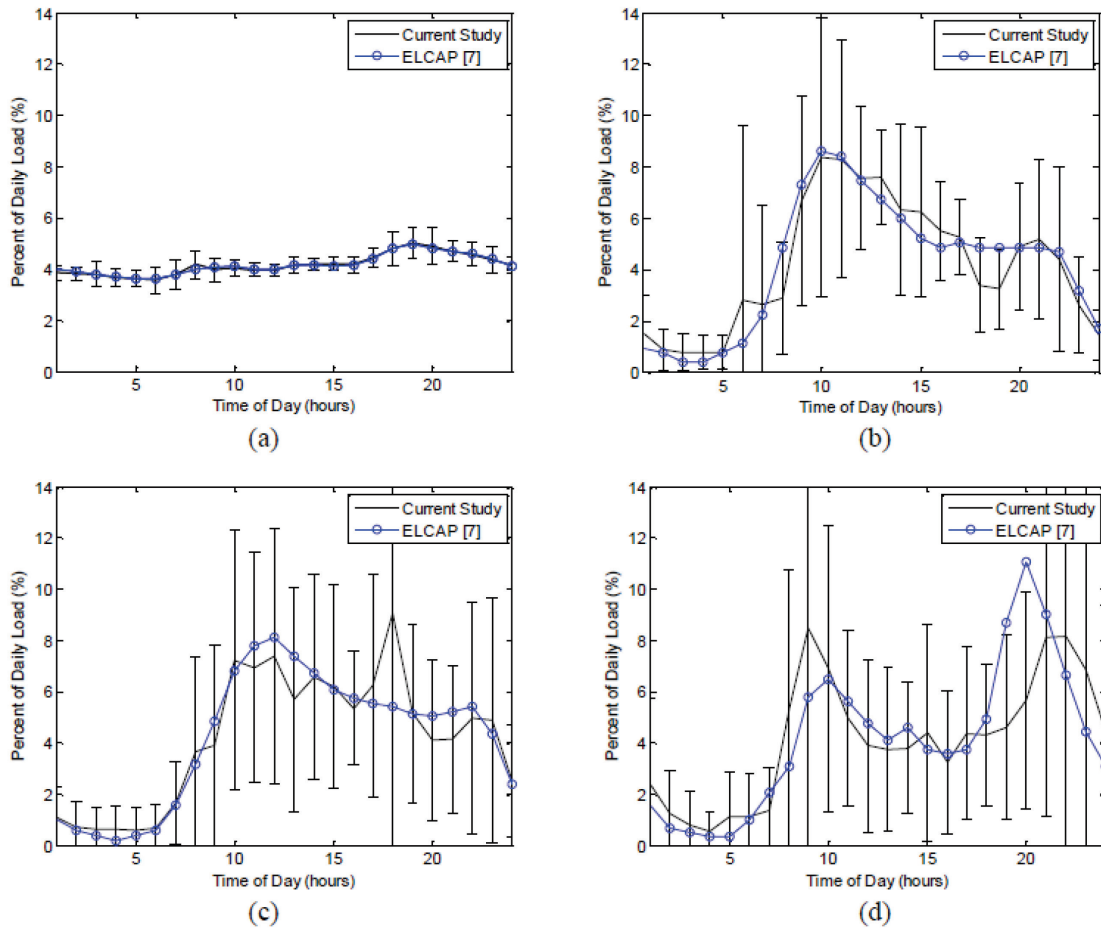 14
12
10
8
6
4
2
0
Percent of Daily Load (%)
Current Study
ELCAP [7]
5
10
15
20
Time of Day (hours)
(a)
14
12
10
8
6
4
2
0
Percent of Daily Load (%)
Current Study
ELCAP [7]
5
10
15
20
Time of Day (hours)
(b)
14
12
10
8
6
4
2
0
Percent of Daily Load (%)
Current Study
ELCAP [7]
5
10
15
20
Time of Day (hours)
(c)
14
12
10
8
6
4
2
0
Percent of Daily Load (%)
Current Study
ELCAP [7]
5
10
15
20
Time of Day (hours)
(d)